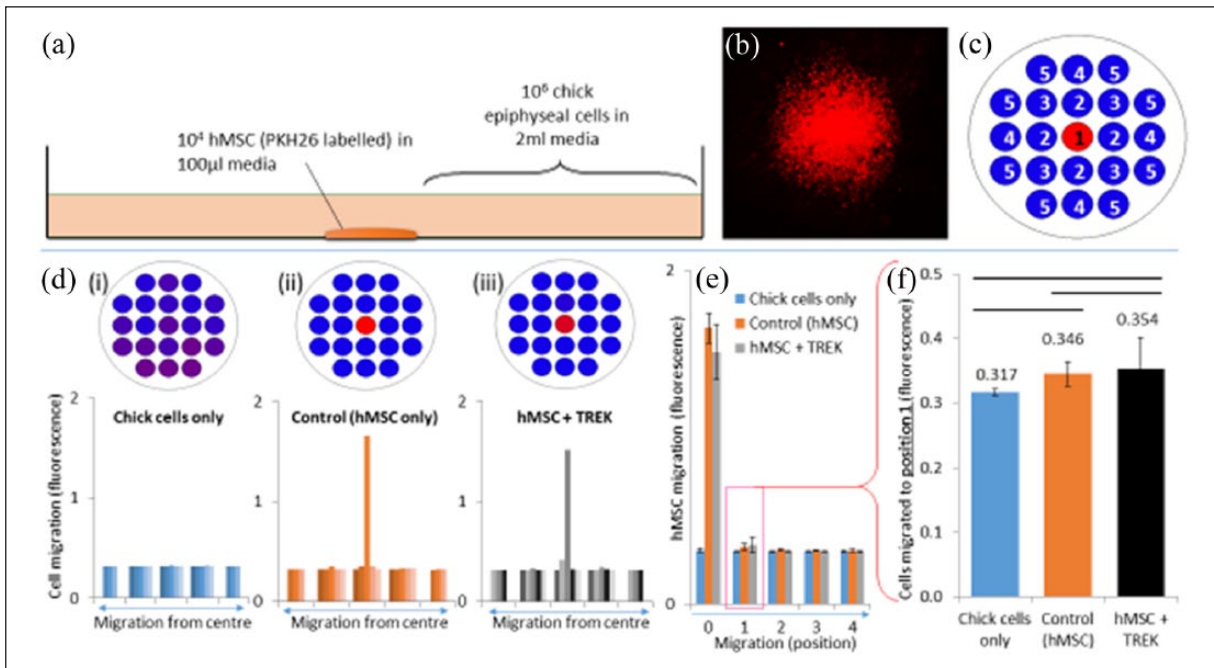 (a)
10⁴ hMSC (PKH26 labelled) in
100µl media
10⁶ chick
epiphyseal cells in
2ml media
(b)
(c)
5 4 5
5 3 2 3 5
4 2 1 2 4
5 3 2 3 5
5 4 5
(d)
(i)
(ii)
(iii)
Chick cells only
Control (hMSC only)
hMSC + TREK
Cell migration (fluorescence)
2
1
0
2
1
0
2
1
0
Migration from centre
Migration from centre
Migration from centre
(e)
Chick cells only
Control (hMSC)
hMSC + TREK
hMSC migration (fluorescence)
2
0
0 1 2 3 4
Migration (position)
(f)
Cells migrated to position 1 (fluorescence)
0.5
0.4
0.3
0.2
0.1
0.0
0.317
0.346
0.354
Chick cells
only
Control
(hMSC)
hMSC +
TREK